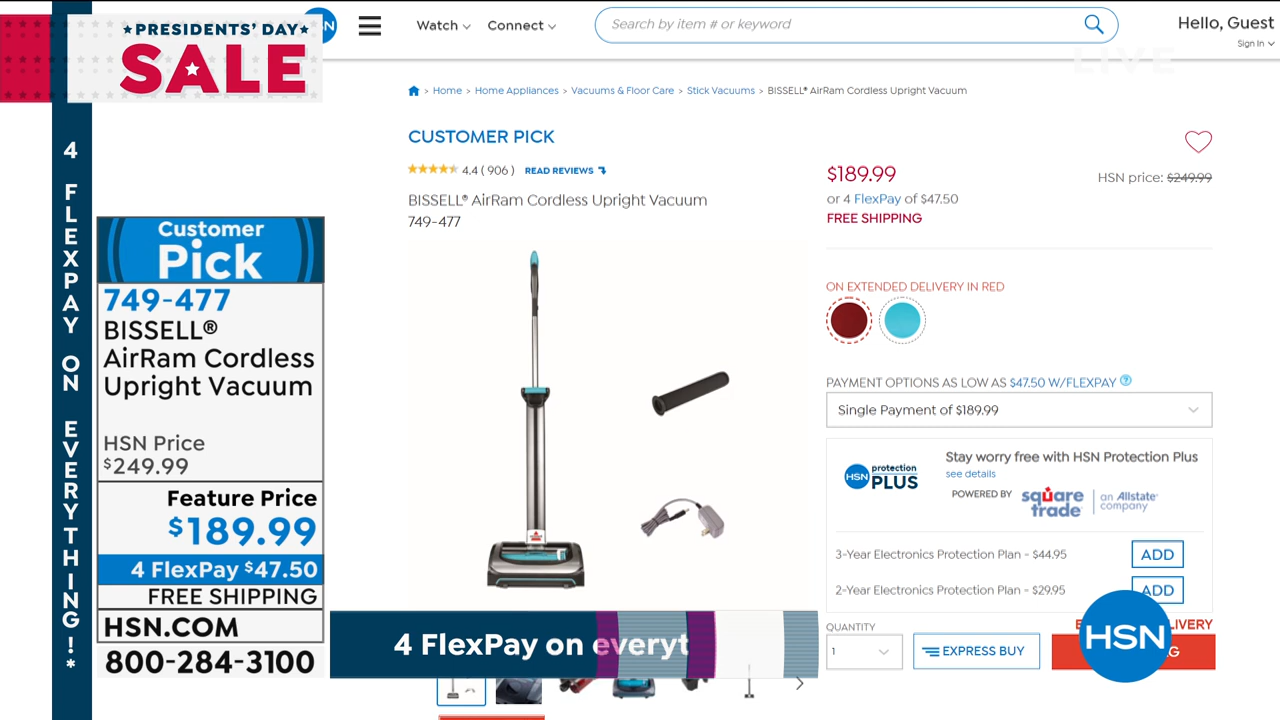 PRESIDENTS' DAY
SALE
4 FLEXPAY ON EVERYTHING!*
Customer
Pick
749-477
BISSELL®
AirRam Cordless
Upright Vacuum
HSN Price
$249.99
Feature Price
$189.99
4 FlexPay $47.50
FREE SHIPPING
HSN.COM
800-284-3100
Watch
Connect
Search by item # or keyword
Hello, Guest
Sign In
LIVE
> Home > Home Appliances > Vacuums & Floor Care > Stick Vacuums > BISSELL® AirRam Cordless Upright Vacuum
CUSTOMER PICK
4.4 ( 906 ) READ REVIEWS
BISSELL® AirRam Cordless Upright Vacuum
749-477
$189.99
HSN price: $249.99
or 4 FlexPay of $47.50
FREE SHIPPING
ON EXTENDED DELIVERY IN RED
PAYMENT OPTIONS AS LOW AS $47.50 W/FLEXPAY ?
Single Payment of $189.99
HSN protection PLUS
Stay worry free with HSN Protection Plus
see details
POWERED BY square trade | an Allstate company
3-Year Electronics Protection Plan - $44.95 ADD
2-Year Electronics Protection Plan - $29.95 ADD
QUANTITY
1
EXPRESS BUY
HSN
4 FlexPay on everyt